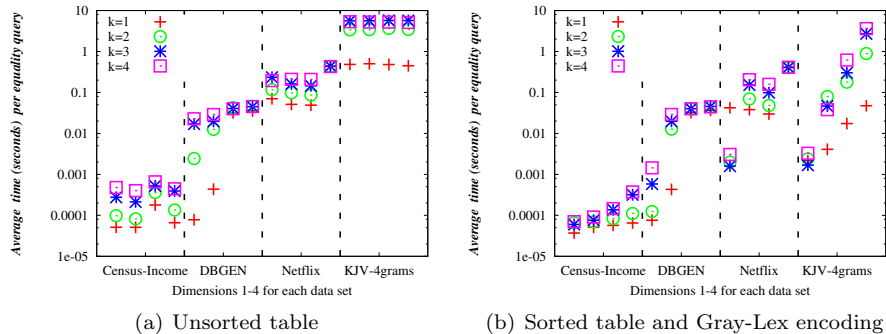 Average time (seconds) per equality query
10
1
0.1
0.01
0.001
0.0001
1e-05
k=1
k=2
k=3
k=4
Census-Income DBGEN Netflix KJV-4grams
Dimensions 1-4 for each data set
(a) Unsorted table
Average time (seconds) per equality query
10
1
0.1
0.01
0.001
0.0001
1e-05
k=1
k=2
k=3
k=4
Census-Income DBGEN Netflix KJV-4grams
Dimensions 1-4 for each data set
(b) Sorted table and Gray-Lex encoding